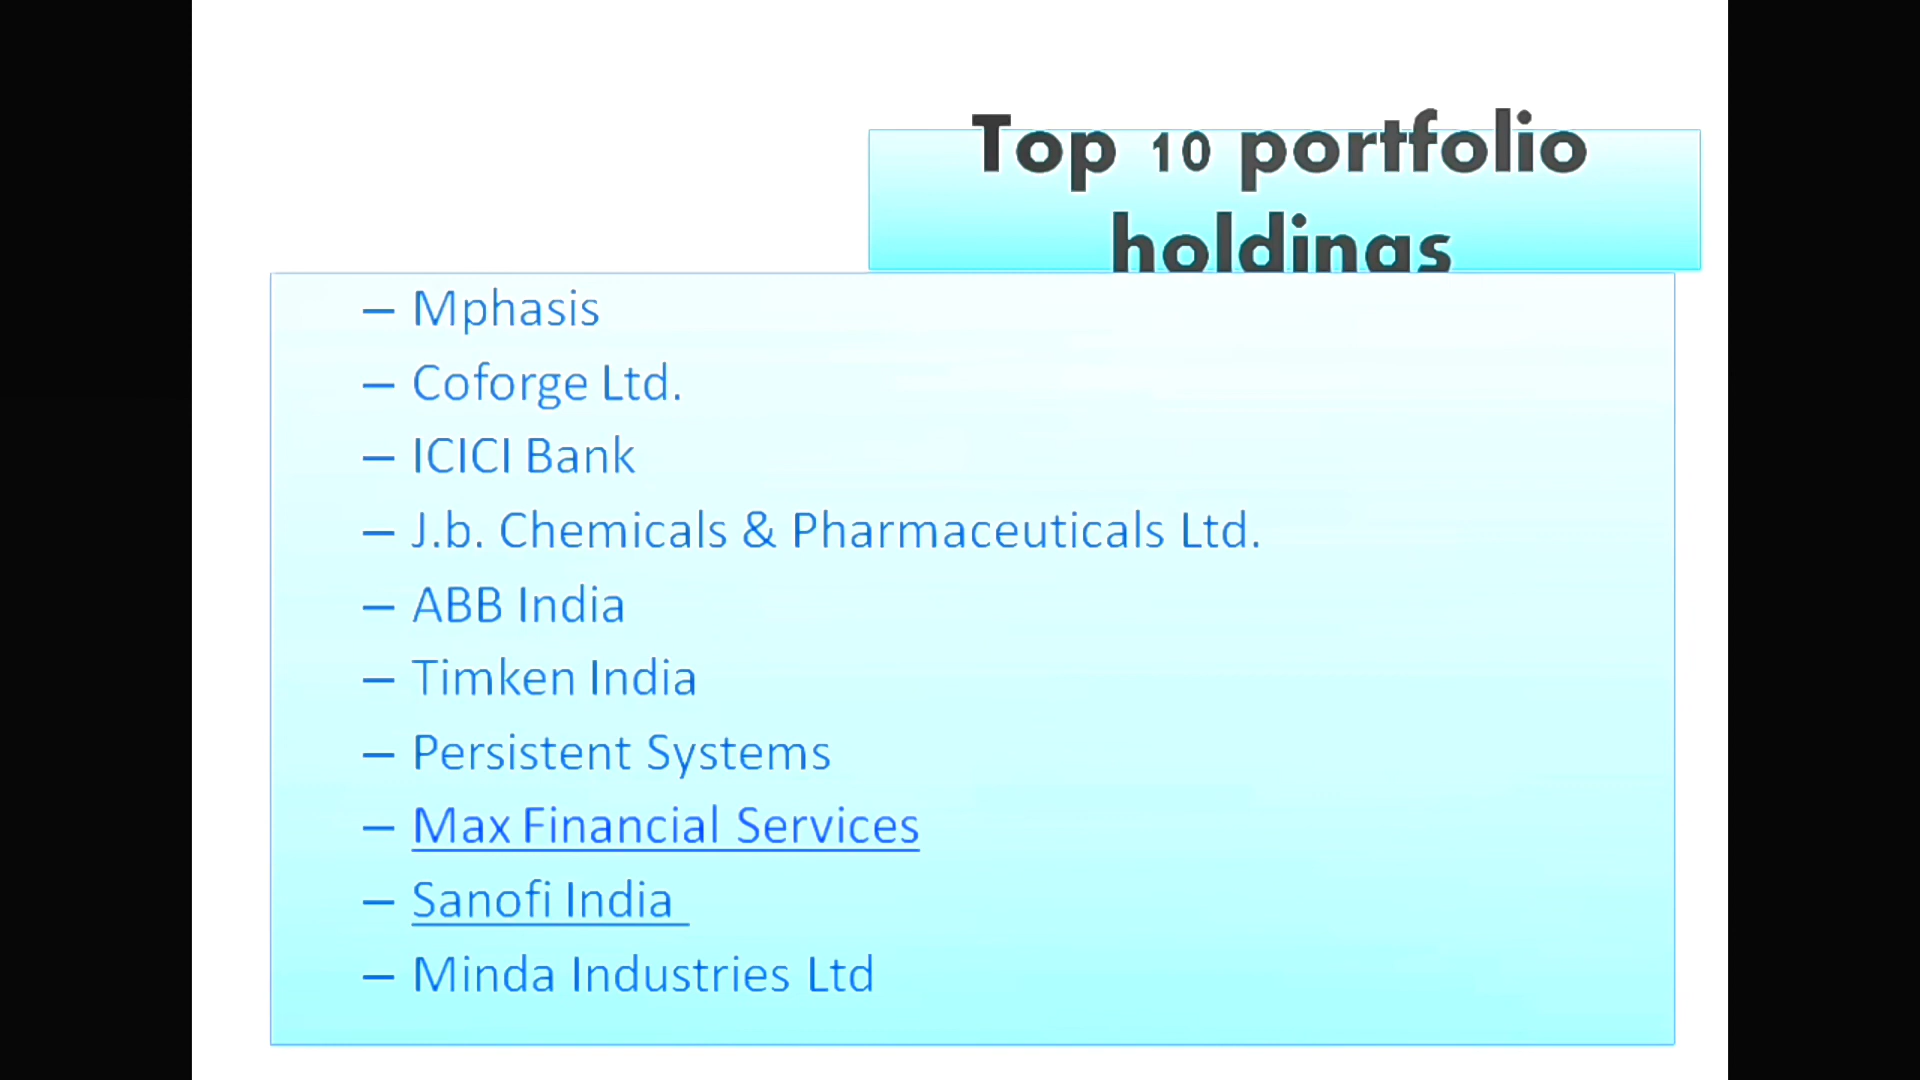 Top 10 portfolio
holdings
– Mphasis
– Coforge Ltd.
– ICICI Bank
– J.b. Chemicals & Pharmaceuticals Ltd.
– ABB India
– Timken India
– Persistent Systems
– Max Financial Services
– Sanofi India
– Minda Industries Ltd